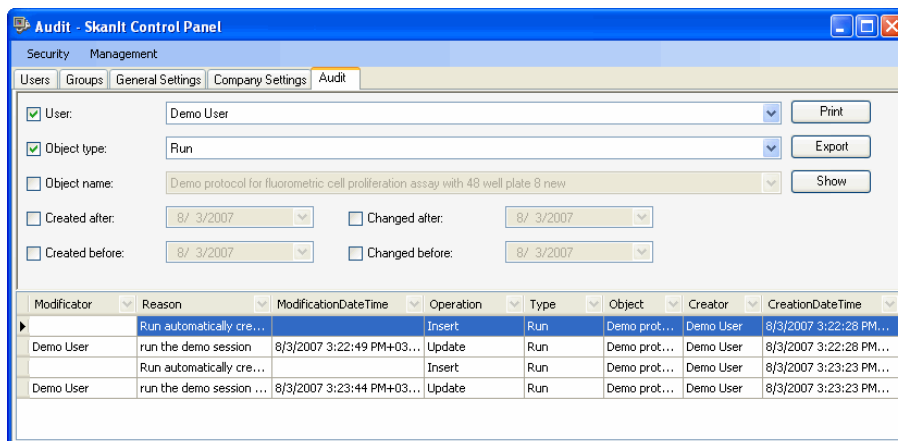 Audit - SkanIt Control Panel
Security Management
Users Groups General Settings Company Settings Audit
User: Demo User Print
Object type: Run Export
Object name: Demo protocol for fluorometric cell proliferation assay with 48 well plate 8 new Show
Created after: 8/ 3/2007 Changed after: 8/ 3/2007
Created before: 8/ 3/2007 Changed before: 8/ 3/2007
Modificator Reason ModificationDateTime Operation Type Object Creator CreationDateTime
Run automatically cre... Insert Run Demo prot... Demo User 8/3/2007 3:22:28 PM...
Demo User run the demo session 8/3/2007 3:22:49 PM+03... Update Run Demo prot... Demo User 8/3/2007 3:22:28 PM...
Run automatically cre... Insert Run Demo prot... Demo User 8/3/2007 3:23:23 PM...
Demo User run the demo session ... 8/3/2007 3:23:44 PM+03... Update Run Demo prot... Demo User 8/3/2007 3:23:23 PM...